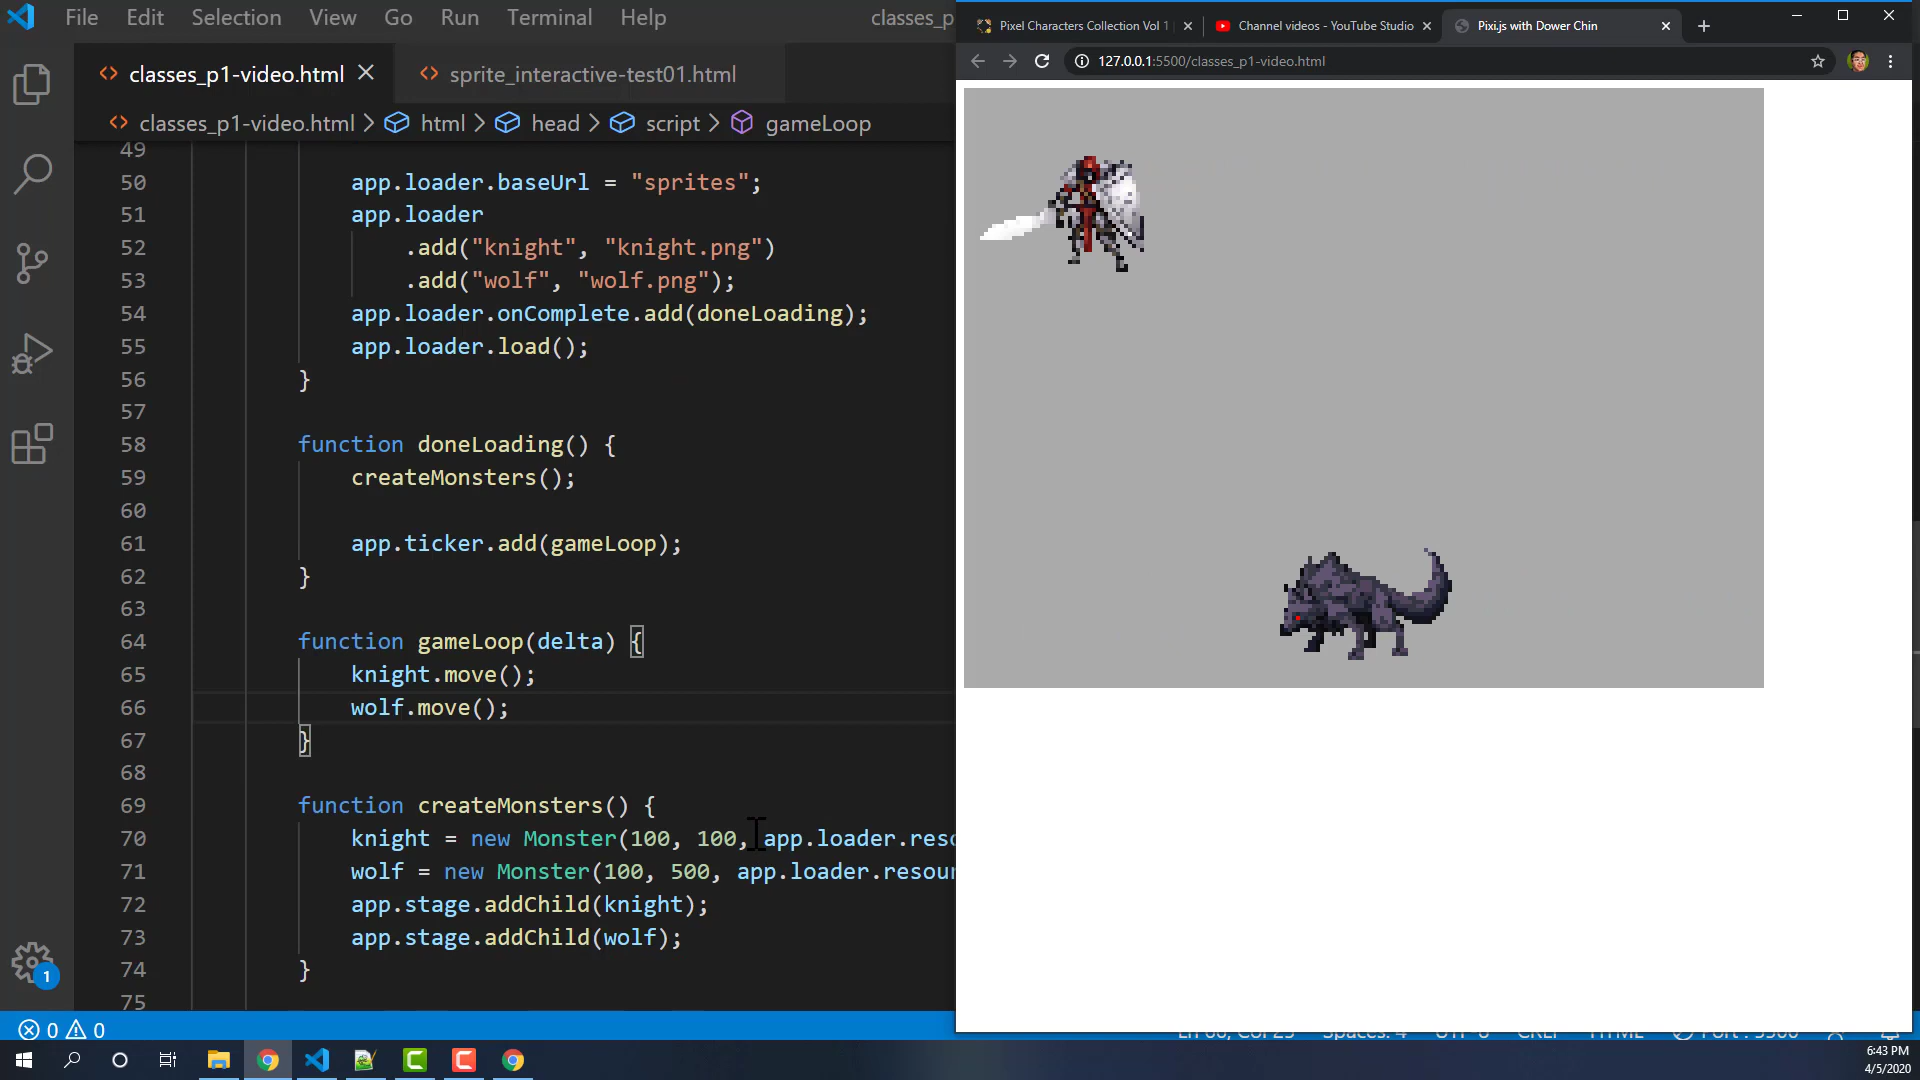 File Edit Selection View Go Run Terminal Help classes_p
classes_p1-video.html
sprite_interactive-test01.html
classes_p1-video.html > html > head > script > gameLoop
49
50 app.loader.baseUrl = "sprites";
51 app.loader
52 .add("knight", "knight.png")
53 .add("wolf", "wolf.png");
54 app.loader.onComplete.add(doneLoading);
55 app.loader.load();
56 }
57
58 function doneLoading() {
59 createMonsters();
60
61 app.ticker.add(gameLoop);
62 }
63
64 function gameLoop(delta) {
65 knight.move();
66 wolf.move();
67 }
68
69 function createMonsters() {
70 knight = new Monster(100, 100, app.loader.reso
71 wolf = new Monster(100, 500, app.loader.resour
72 app.stage.addChild(knight);
73 app.stage.addChild(wolf);
74 }
75
1
0 0
Pixel Characters Collection Vol 1
Channel videos - YouTube Studio
Pixi.js with Dower Chin
127.0.0.1:5500/classes_p1-video.html
6:43 PM
4/5/2020